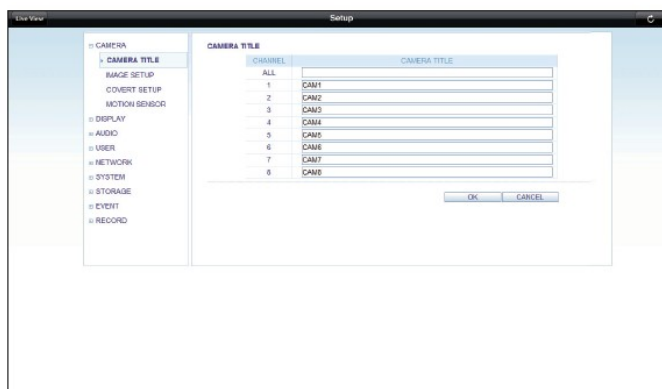 Live View
Setup
CAMERA
CAMERA TITLE
IMAGE SETUP
COVERT SETUP
MOTION SENSOR
DISPLAY
AUDIO
USER
NETWORK
SYSTEM
STORAGE
EVENT
RECORD
CAMERA TITLE
CHANNEL CAMERA TITLE
ALL
1 CAM1
2 CAM2
3 CAM3
4 CAM4
5 CAM5
6 CAM6
7 CAM7
8 CAM8
OK CANCEL